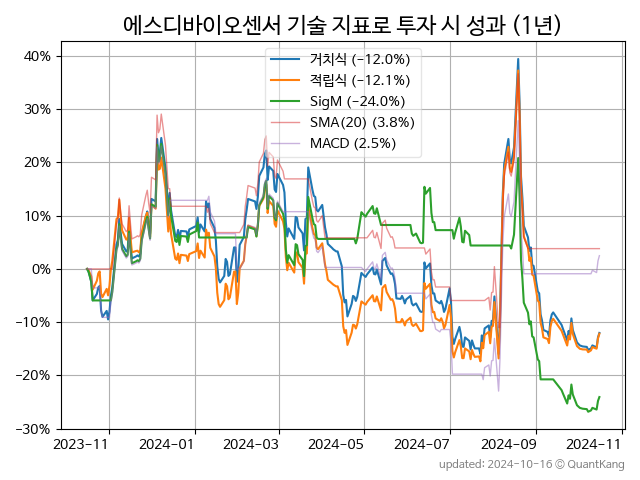 에스디바이오센서 기술 지표로 투자 시 성과 (1년)
거치식 (−12.0%)
적립식 (−12.1%)
SigM (−24.0%)
SMA(20) (3.8%)
MACD (2.5%)
40%
30%
20%
10%
0%
−10%
−20%
−30%
2023-11 2024-01 2024-03 2024-05 2024-07 2024-09 2024-11
updated: 2024-10-16 © QuantKang